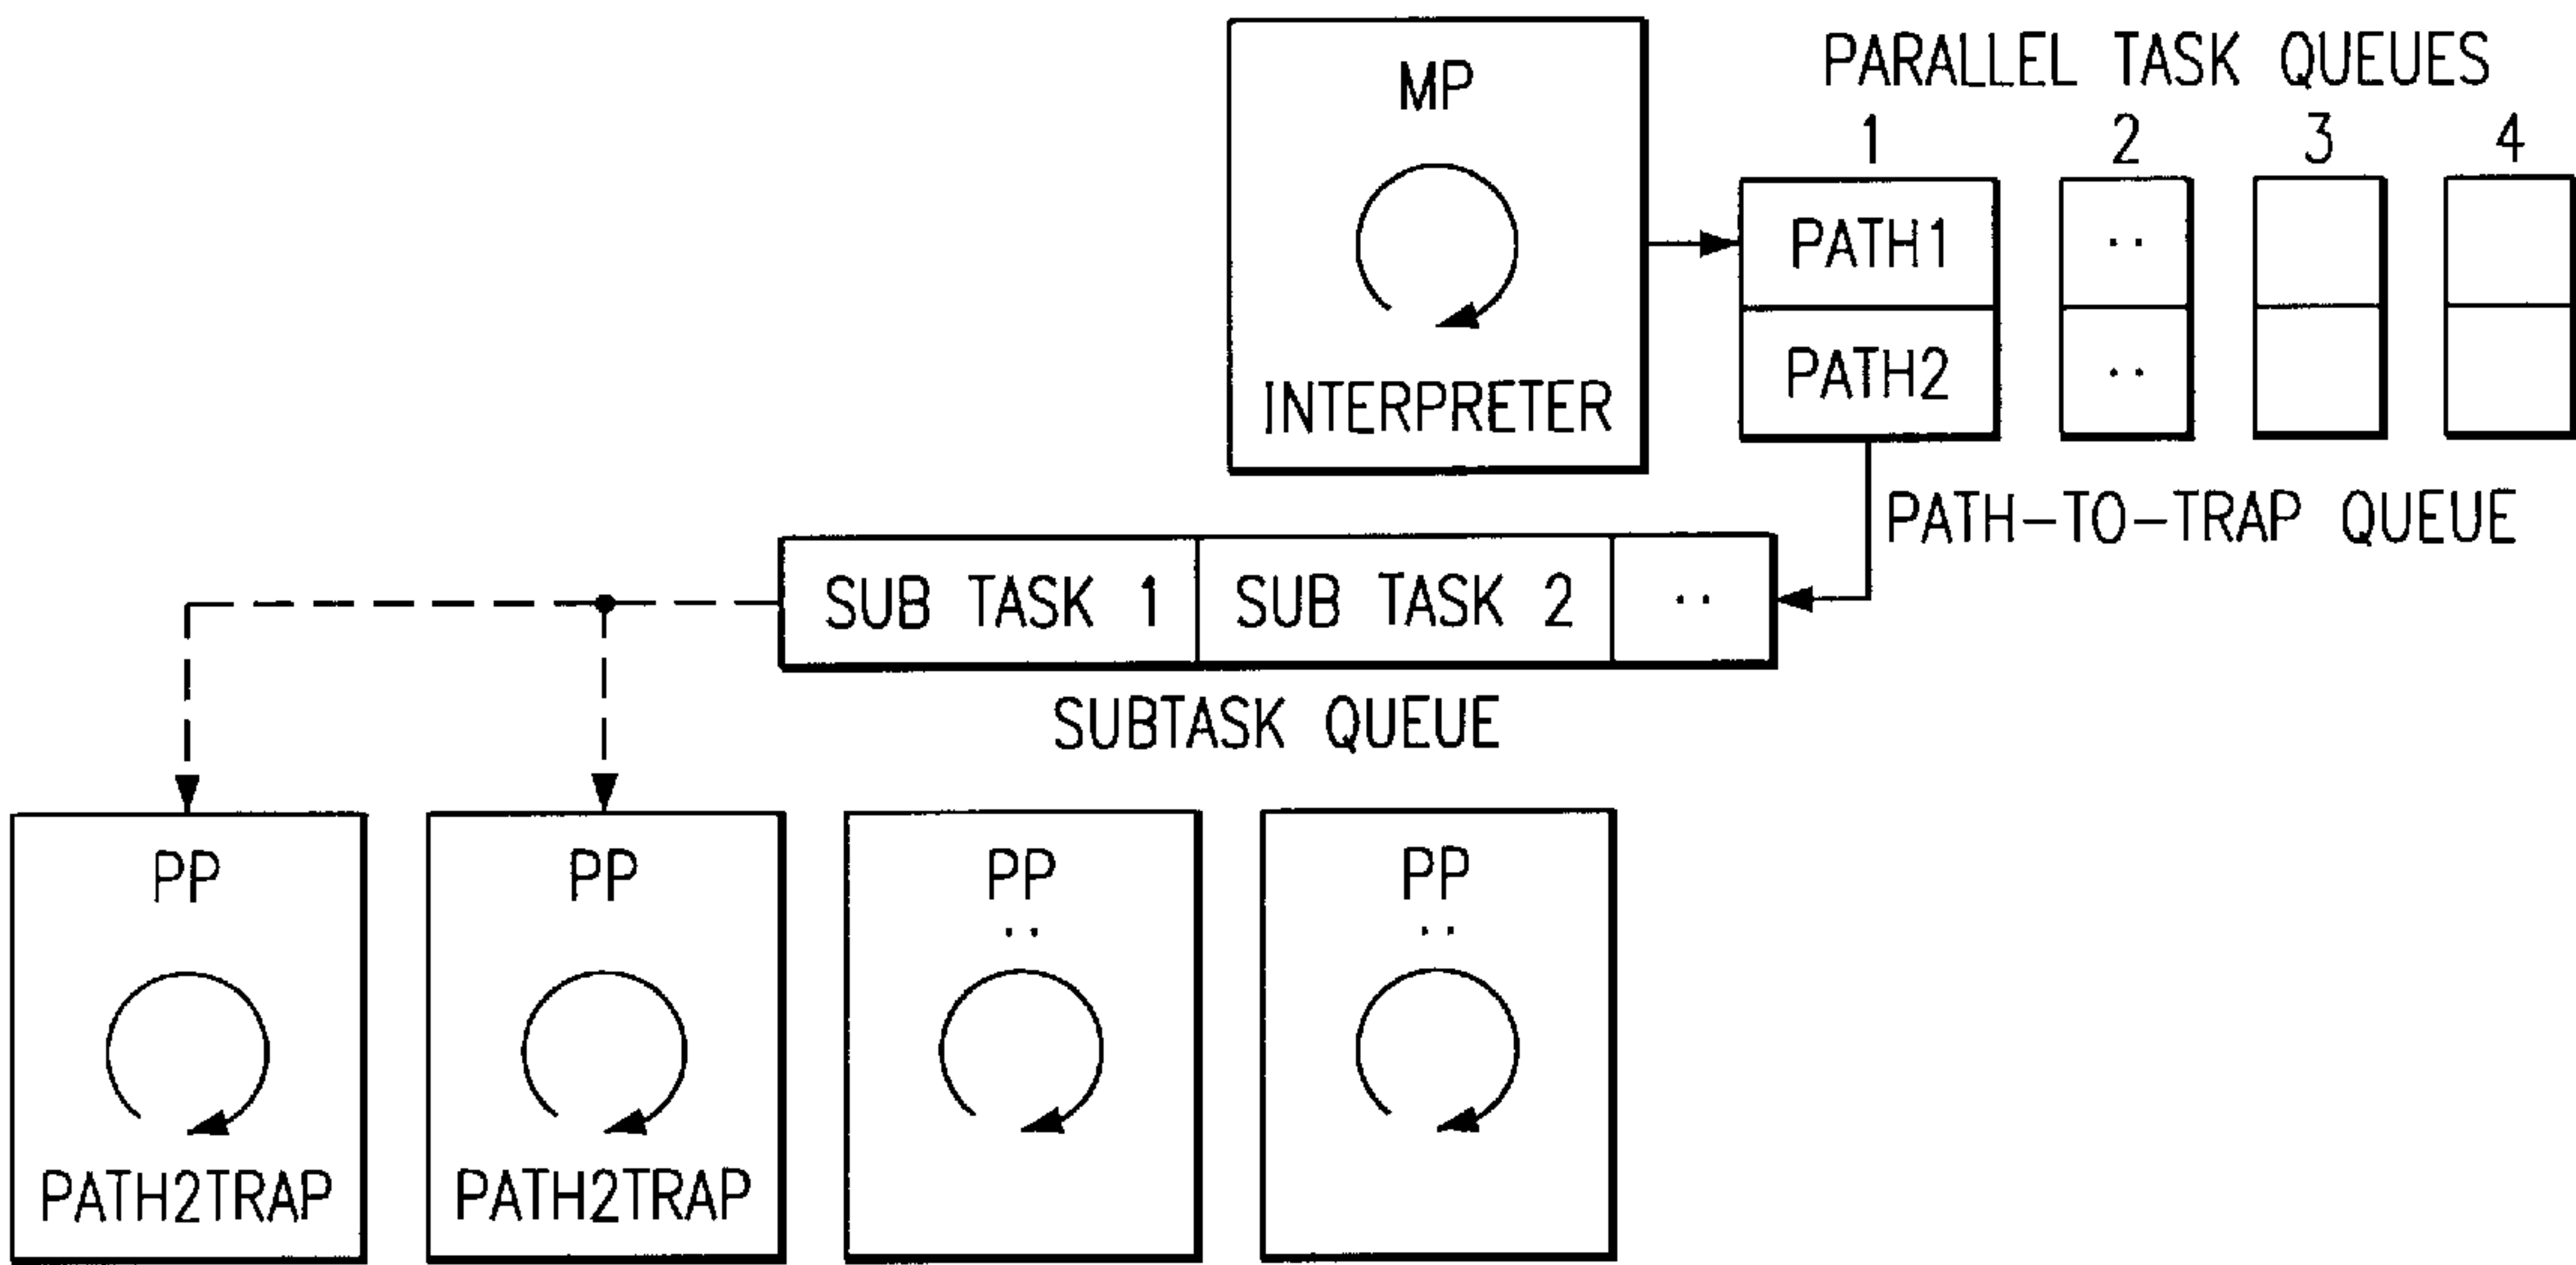 MP
INTERPRETER
PARALLEL TASK QUEUES
1 2 3 4
PATH1 ..
PATH2 ..
PATH-TO-TRAP QUEUE
SUB TASK 1 SUB TASK 2 ..
SUBTASK QUEUE
PP PP PP PP
.. ..
PATH2TRAP PATH2TRAP